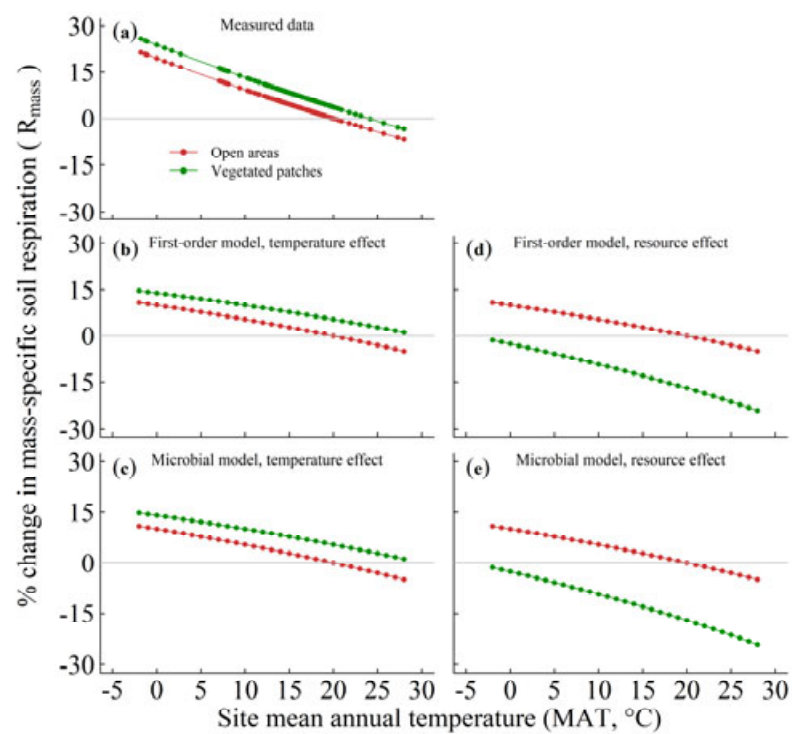 % change in mass-specific soil respiration ( Rmass )
(a) Measured data
30
15
0
-15
-30
Open areas
Vegetated patches
(b) First-order model, temperature effect
30
15
0
-15
-30
(d) First-order model, resource effect
(c) Microbial model, temperature effect
30
15
0
-15
-30
(e) Microbial model, resource effect
-5 0 5 10 15 20 25 30
-5 0 5 10 15 20 25 30
Site mean annual temperature (MAT, °C)